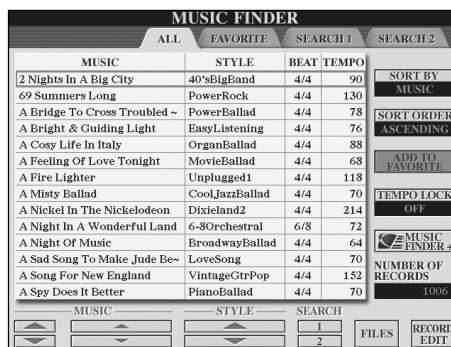 MUSIC FINDER
ALL FAVORITE SEARCH 1 SEARCH 2
MUSIC STYLE BEAT TEMPO
2 Nights In A Big City 40'sBigBand 4/4 90
69 Summers Long PowerRock 4/4 130
A Bridge To Cross Troubled ~ PowerBallad 4/4 78
A Bright & Guiding Light EasyListening 4/4 76
A Cosy Life In Italy OrganBallad 4/4 88
A Feeling Of Love Tonight MovieBallad 4/4 68
A Fire Lighter Unplugged1 4/4 118
A Misty Ballad CoolJazzBallad 4/4 70
A Nickel In The Nickelodeon Dixieland2 4/4 214
A Night In A Wonderful Land 6-8Orchestral 6/8 72
A Night Of Music BroadwayBallad 4/4 64
A Sad Song To Make Jude Be~ LoveSong 4/4 70
A Song For New England VintageGtrPop 4/4 152
A Spy Does It Better PianoBallad 4/4 70
SORT BY
MUSIC
SORT ORDER
ASCENDING
ADD TO
FAVORITE
TEMPO LOCK
OFF
MUSIC
FINDER +
NUMBER OF
RECORDS
1006
MUSIC STYLE SEARCH
1
2
FILES
RECORD
EDIT